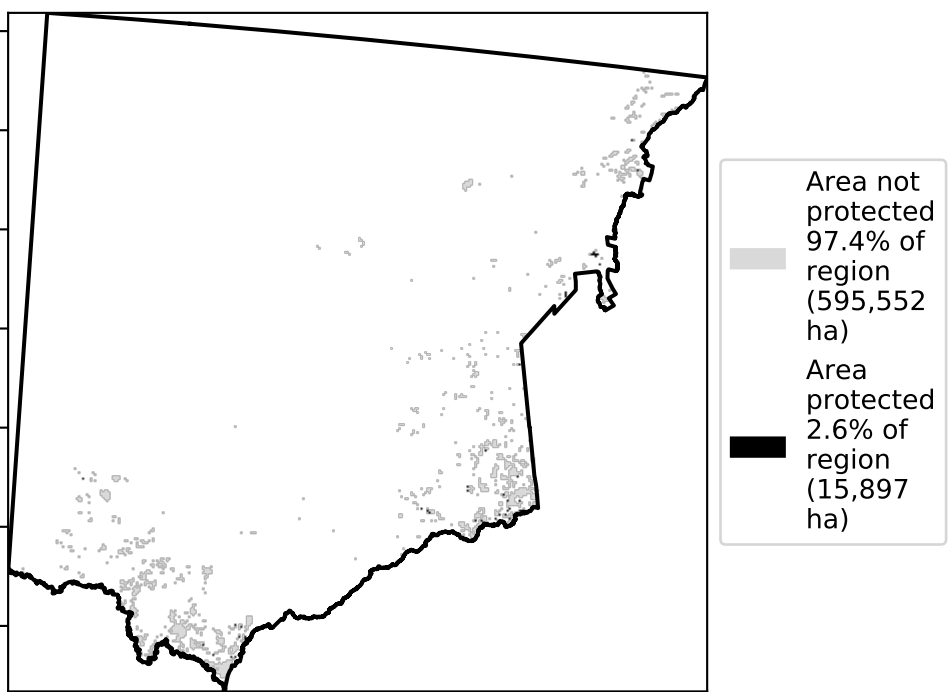 Area not
protected
97.4% of
region
(595,552
ha)
Area
protected
2.6% of
region
(15,897
ha)